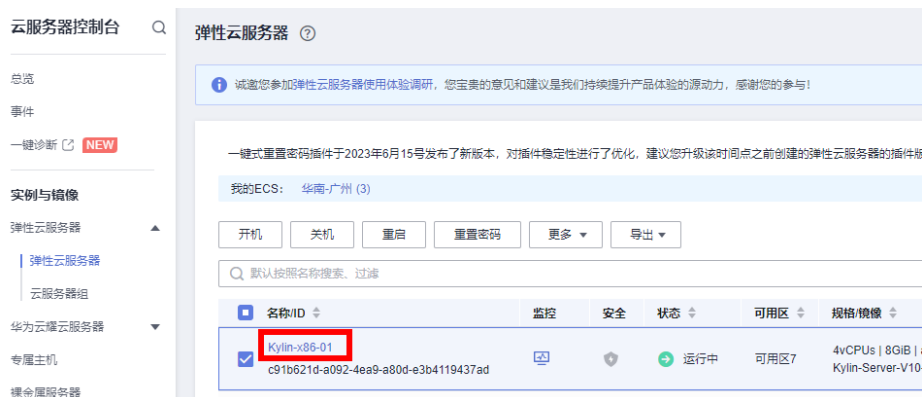 云服务器控制台
总览
事件
一键诊断 NEW
实例与镜像
弹性云服务器
弹性云服务器
云服务器组
华为云耀云服务器
专属主机
裸金属服务器
弹性云服务器
诚邀您参加弹性云服务器使用体验调研，您宝贵的意见和建议是我们持续提升产品体验的源动力，感谢您的参与！
一键式重置密码插件于2023年6月15号发布了新版本，对插件稳定性进行了优化，建议您升级该时间点之前创建的弹性云服务器的插件版
我的ECS： 华南-广州 (3)
开机 关机 重启 重置密码 更多 导出
默认按照名称搜索、过滤
名称/ID 监控 安全 状态 可用区 规格/镜像
Kylin-x86-01
c91b621d-a092-4ea9-a80d-e3b4119437ad
运行中 可用区7
4vCPUs | 8GiB |
Kylin-Server-V10-